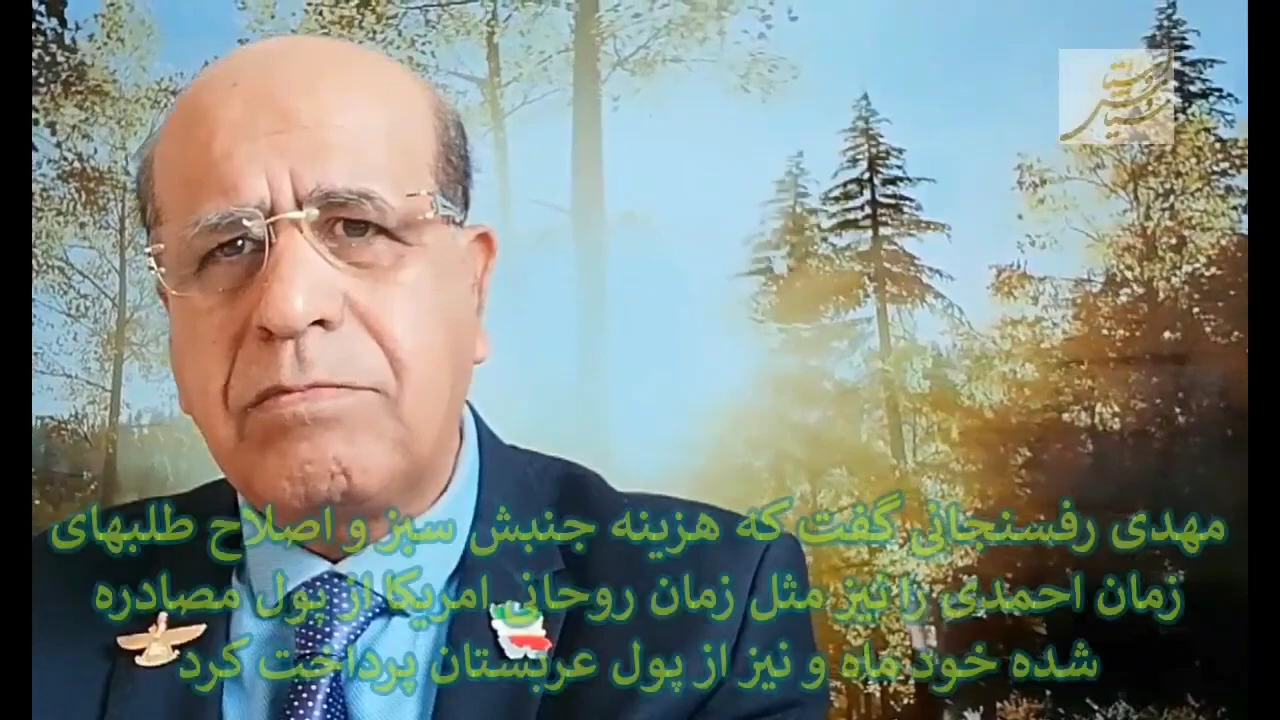 مهدی رفسنجانی گفت که هزینه جنبش سبز و اصلاح طلبهای
زمان احمدی را نیز مثل زمان روحانی امریکا از پول مصادره
شده خود ماه و نیز از پول عربستان پرداخت کرد